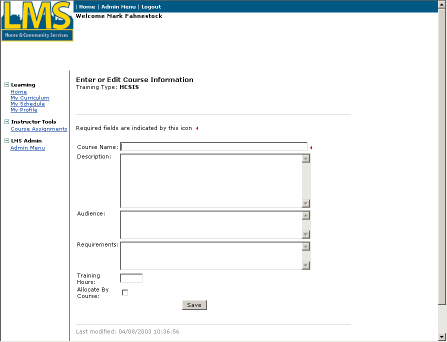 LMS
Home & Community Services
| Home | Admin Menu | Logout
Welcome Mark Fahnestock
Learning
Home
My Curriculum
My Schedule
My Profile
Instructor Tools
Course Assignments
LMS Admin
Admin Menu
Enter or Edit Course Information
Training Type: HCSIS
Required fields are indicated by this icon
Course Name:
Description:
Audience:
Requirements:
Training
Hours:
Allocate By
Course:
Save
Last modified: 04/08/2003 10:36:56